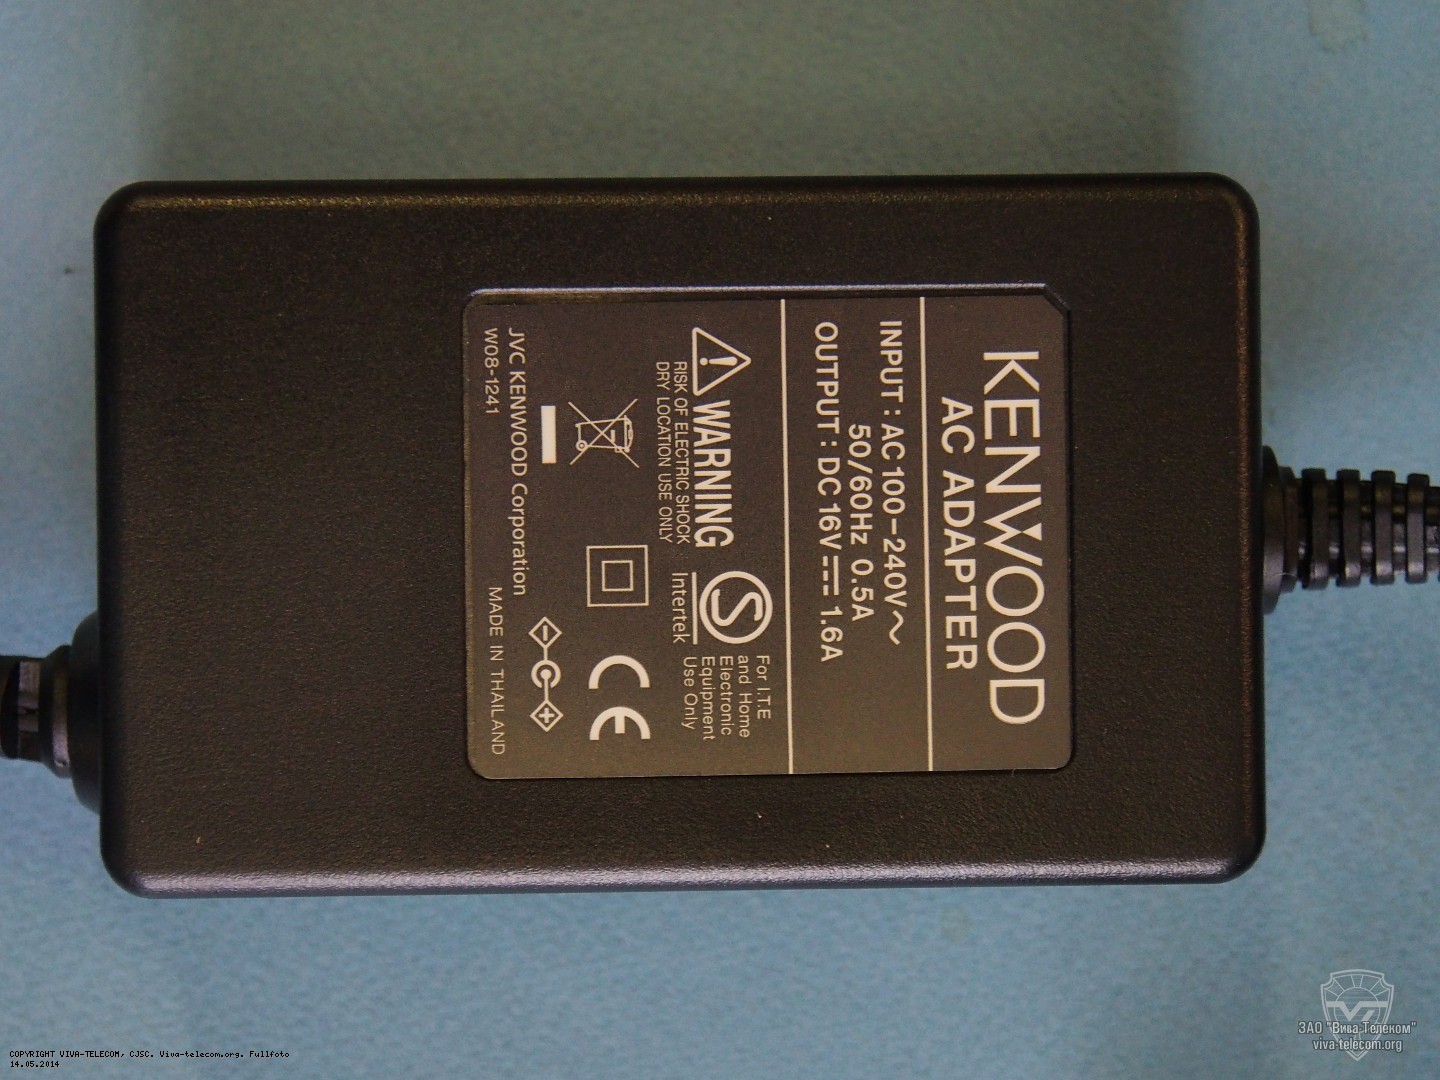 KENWOOD
AC ADAPTER
INPUT : AC100-240V～
50/60Hz 0.5A
OUTPUT : DC16V⎓1.6A
WARNING
RISK OF ELECTRIC SHOCK
DRY LOCATION USE ONLY
S
Intertek
For I.T.E
and Home
Electronic
Equipment
Use Only
CE
JVC KENWOOD Corporation
W08-1241
MADE IN THAILAND
ЗАО "Вива-Телеком"
viva-telecom.org
COPYRIGHT VIVA-TELECOM, CJSC. Viva-telecom.org. Fullfoto
14.05.2014